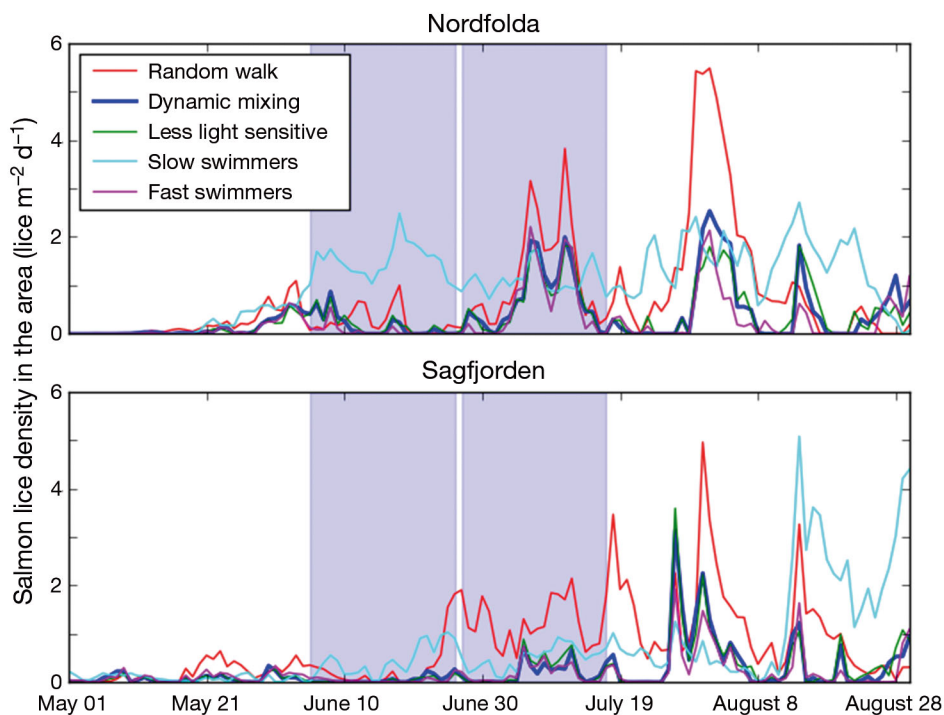 Nordfolda
Salmon lice density in the area (lice m⁻² d⁻¹)
6
4
2
0
Random walk
Dynamic mixing
Less light sensitive
Slow swimmers
Fast swimmers
Sagfjorden
6
4
2
0
May 01 May 21 June 10 June 30 July 19 August 8 August 28